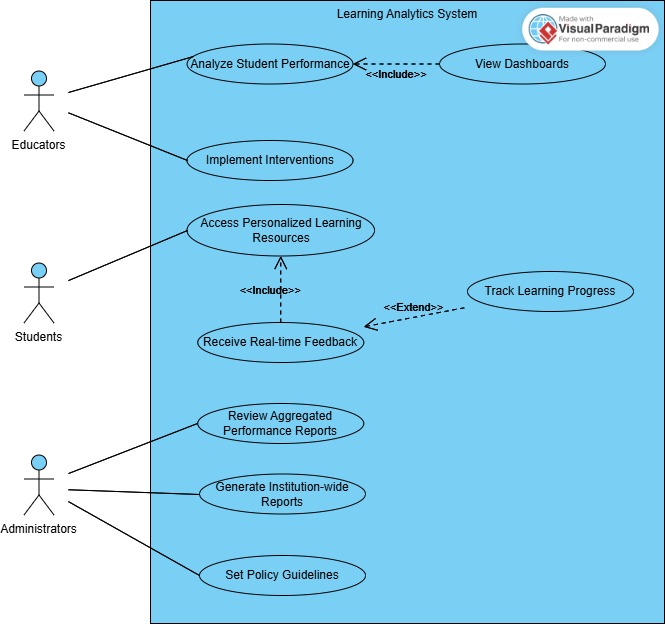 Learning Analytics System
Made with
VisualParadigm
For non-commercial use
Analyze Student Performance
<<Include>>
View Dashboards
Educators
Implement Interventions
Access Personalized Learning
Resources
<<Include>>
Track Learning Progress
<<Extend>>
Students
Receive Real-time Feedback
Review Aggregated
Performance Reports
Generate Institution-wide
Reports
Administrators
Set Policy Guidelines